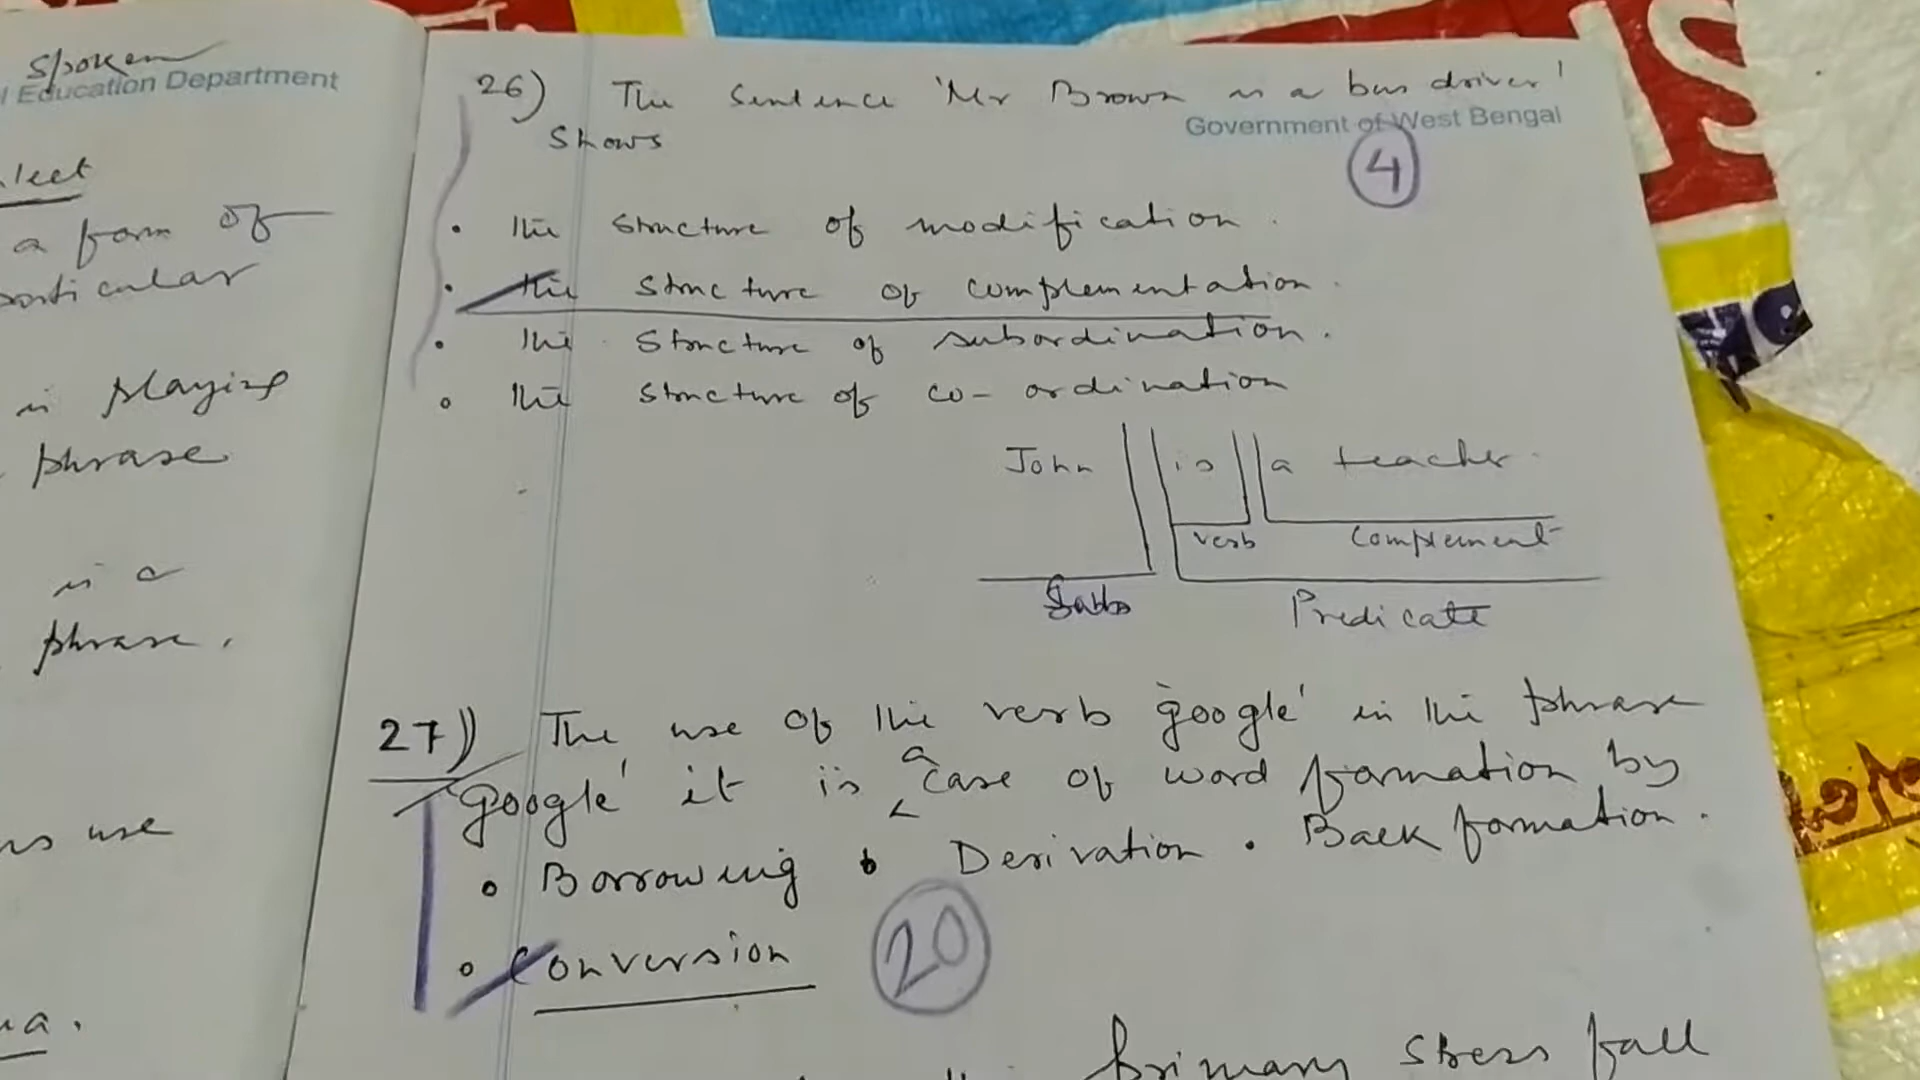 Spoken
l Education Department
lect
a form of
particular
in playing
phrase
is a
phrase.
ns use
26) The sentence 'Mr Brown is a bus driver'
Government of West Bengal
shows
4
• The structure of modification.
• The structure of complementation.
• The structure of subordination.
• The structure of co-ordination
John is a teacher.
verb Complement
Subs Predicate
27) The use of the verb 'google' in the phrase
'google' it is a case of word formation by
• Borrowing • Derivation • Back formation.
• Conversion
20
primary stress fall